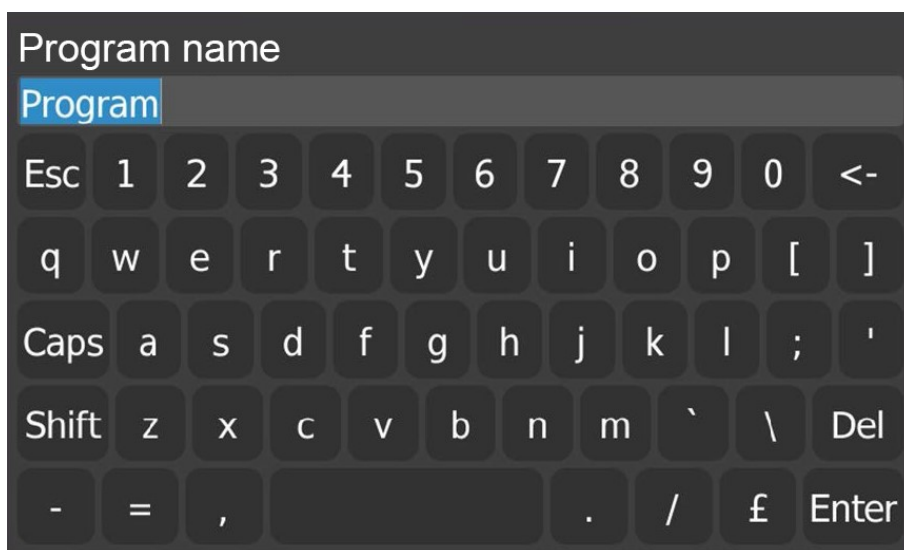 Program name
Program
Esc 1 2 3 4 5 6 7 8 9 0 <-
q w e r t y u i o p [ ]
Caps a s d f g h j k l ; '
Shift z x c v b n m ` \ Del
- = , . / £ Enter